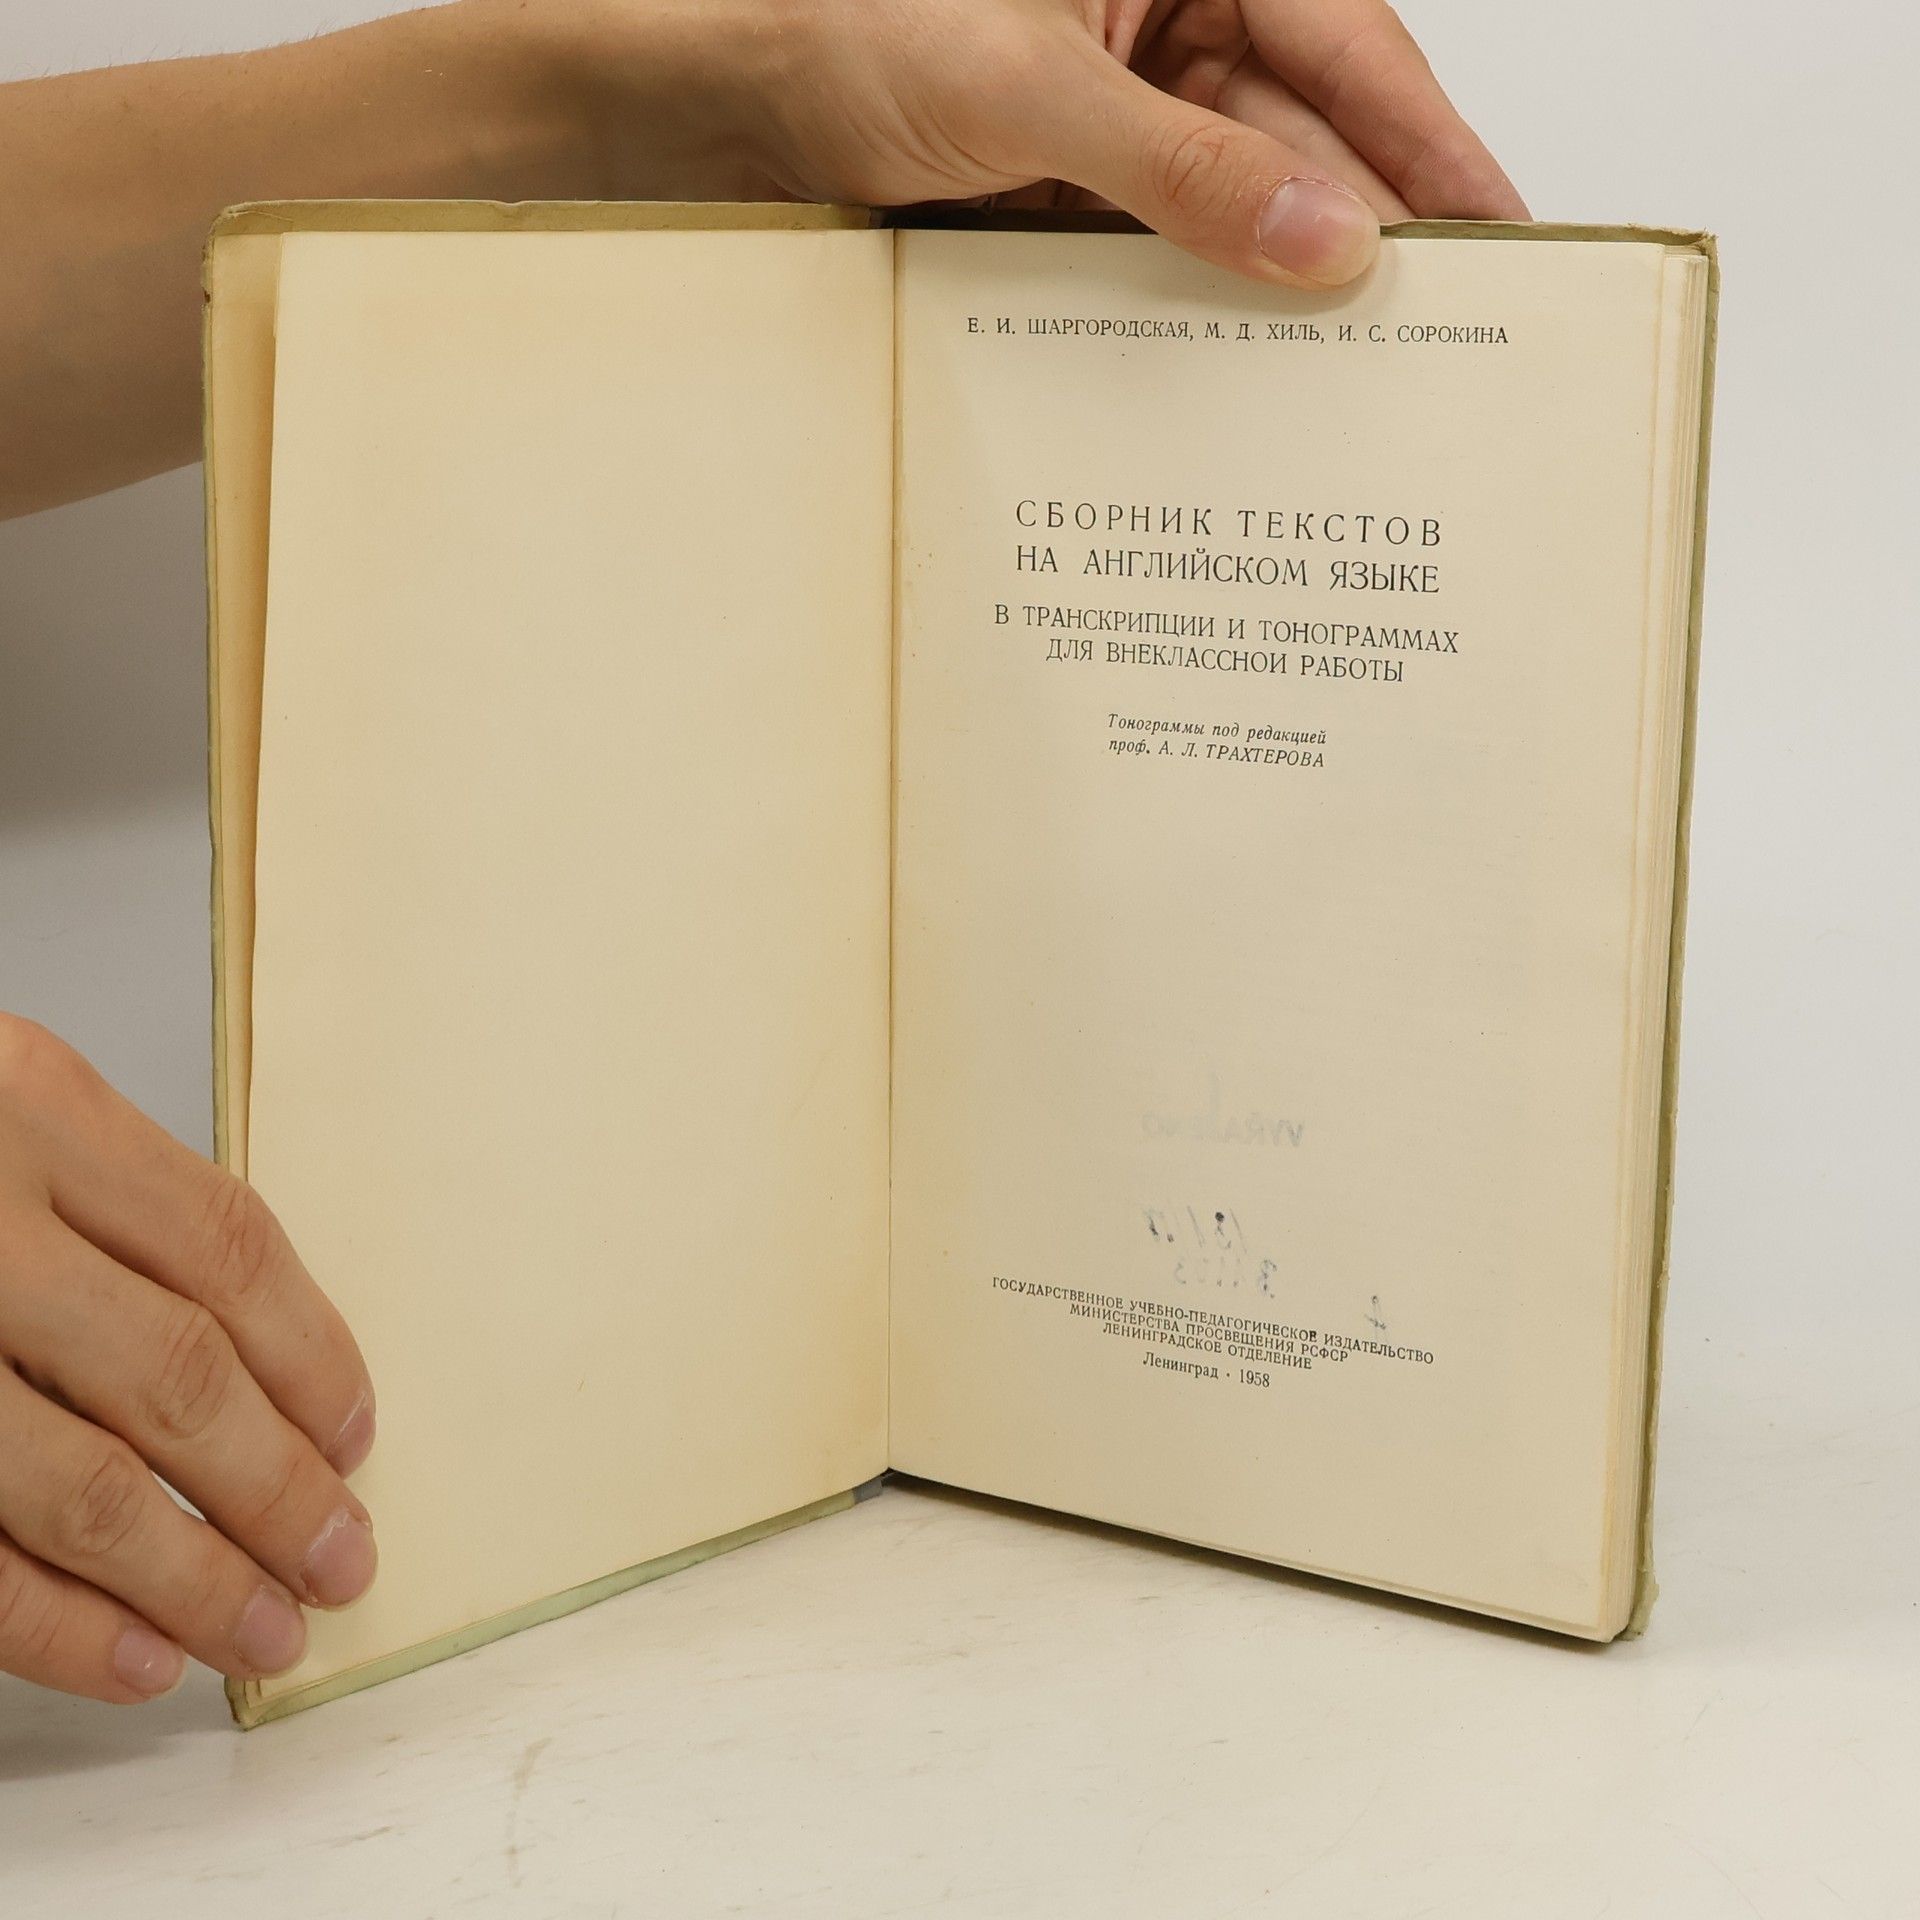 Е. И. ШАРГОРОДСКАЯ, М. Д. ХИЛЬ, И. С. СОРОКИНА
СБОРНИК ТЕКСТОВ
НА АНГЛИЙСКОМ ЯЗЫКЕ
В ТРАНСКРИПЦИИ И ТОНОГРАММАХ
ДЛЯ ВНЕКЛАССНОЙ РАБОТЫ
Тонограммы под редакцией
проф. А. Л. ТРАХТЕРОВА
ГОСУДАРСТВЕННОЕ УЧЕБНО-ПЕДАГОГИЧЕСКОЕ ИЗДАТЕЛЬСТВО
МИНИСТЕРСТВА ПРОСВЕЩЕНИЯ РСФСР
ЛЕНИНГРАДСКОЕ ОТДЕЛЕНИЕ
Ленинград · 1958